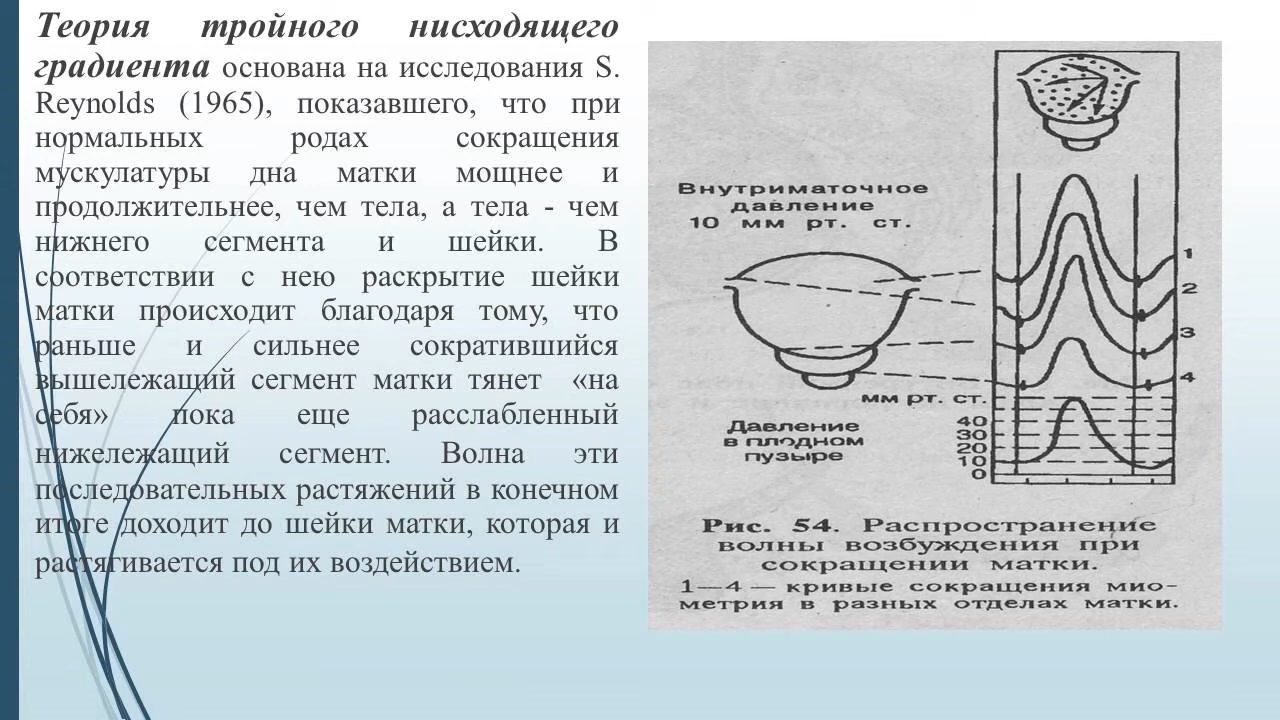 Теория тройного нисходящего
градиента основана на исследования S.
Reynolds (1965), показавшего, что при
нормальных родах сокращения
мускулатуры дна матки мощнее и
продолжительнее, чем тела, а тела - чем
нижнего сегмента и шейки. В
соответствии с нею раскрытие шейки
матки происходит благодаря тому, что
раньше и сильнее сократившийся
вышележащий сегмент матки тянет «на
себя» пока еще расслабленный
нижележащий сегмент. Волна эти
последовательных растяжений в конечном
итоге доходит до шейки матки, которая и
растягивается под их воздействием.
Внутриматочное
давление
10 мм рт. ст.
1
2
3
4
мм рт. ст.
40
30
20
10
0
Давление
в плодном
пузыре
Рис. 54. Распространение
волны возбуждения при
сокращении матки.
1—4 — кривые сокращения мио-
метрия в разных отделах матки.